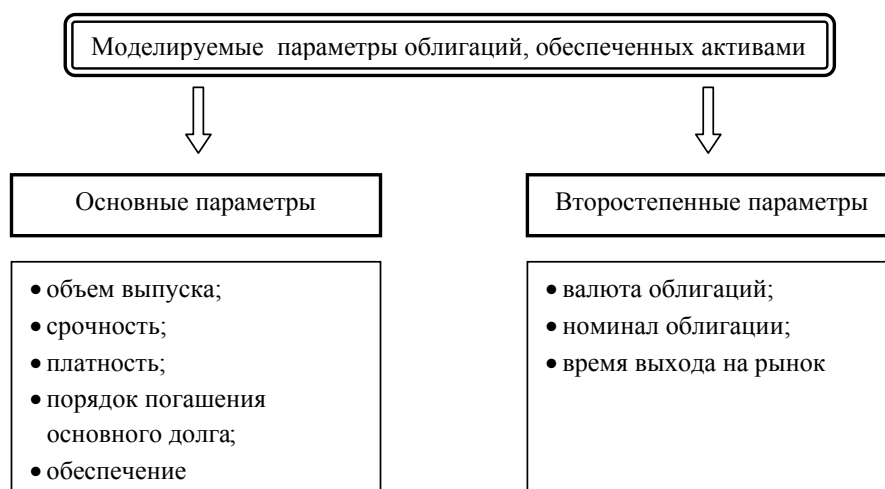 Моделируемые параметры облигаций, обеспеченных активами
Основные параметры
• объем выпуска;
• срочность;
• платность;
• порядок погашения
основного долга;
• обеспечение
Второстепенные параметры
• валюта облигаций;
• номинал облигации;
• время выхода на рынок